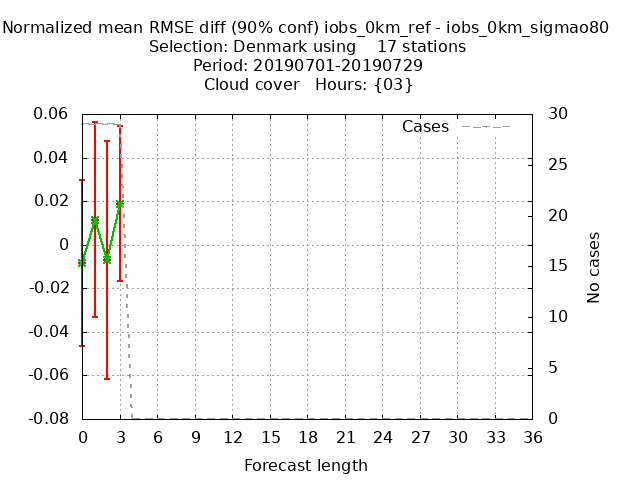 Normalized mean RMSE diff (90% conf) iobs_0km_ref - iobs_0km_sigmao80
Selection: Denmark using    17 stations
Period: 20190701-20190729
Cloud cover   Hours: {03}
Cases
0.06
0.04
0.02
0
-0.02
-0.04
-0.06
-0.08
30
25
20
15
10
5
0
No cases
0 3 6 9 12 15 18 21 24 27 30 33 36
Forecast length